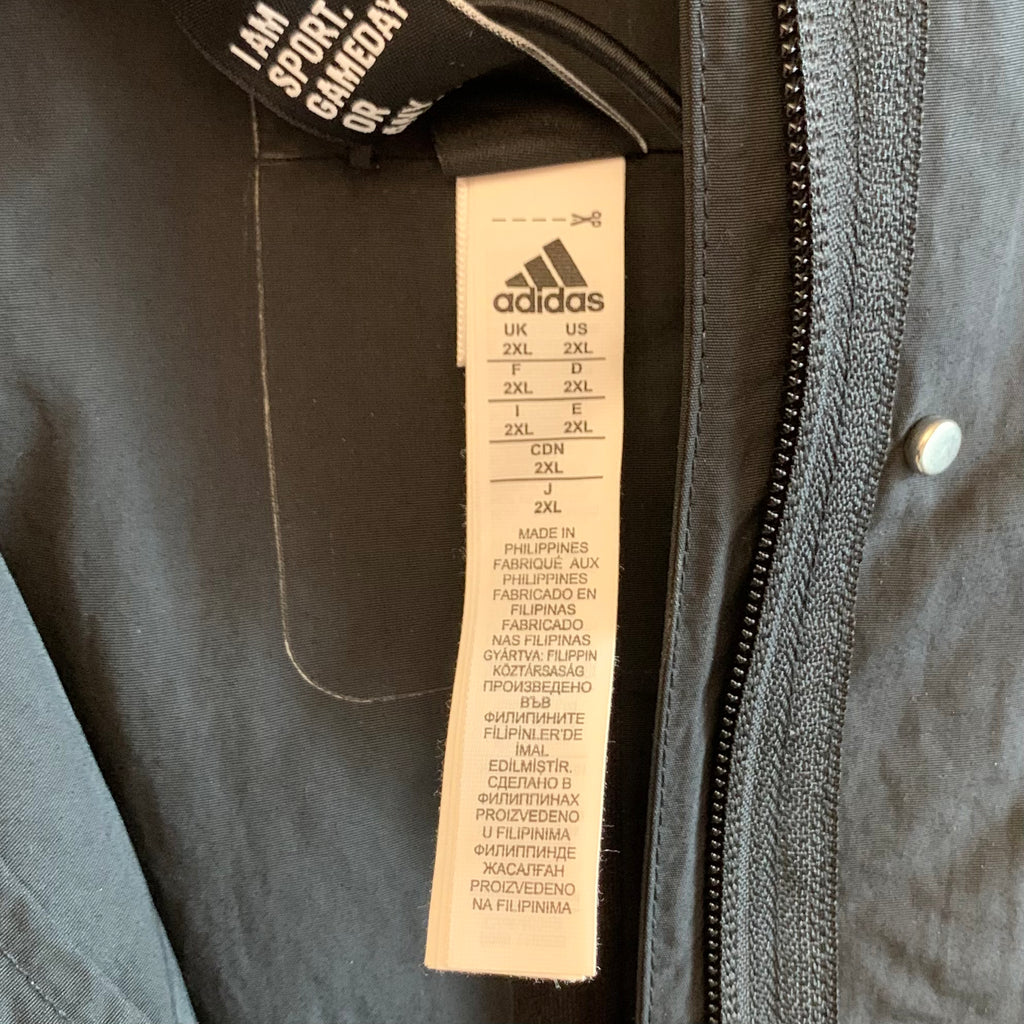 I AM
SPORT.
GAMEDAY
OR
adidas
UK US
2XL 2XL
F D
2XL 2XL
I E
2XL 2XL
CDN
2XL
J
2XL
MADE IN
PHILIPPINES
FABRIQUÉ AUX
PHILIPPINES
FABRICADO EN
FILIPINAS
FABRICADO
NAS FILIPINAS
GYÁRTVA: FILIPPIN
KÖZTÁRSASÁG
ПРОИЗВЕДЕНО
ВЪВ
ФИЛИПИНИТЕ
FİLİPİNLER'DE
İMAL
EDİLMİŞTİR.
СДЕЛАНО В
ФИЛИППИНАХ
PROIZVEDENO
U FILIPINIMA
ФИЛИППИНДЕ
ЖАСАЛҒАН
PROIZVEDENO
NA FILIPINIMA